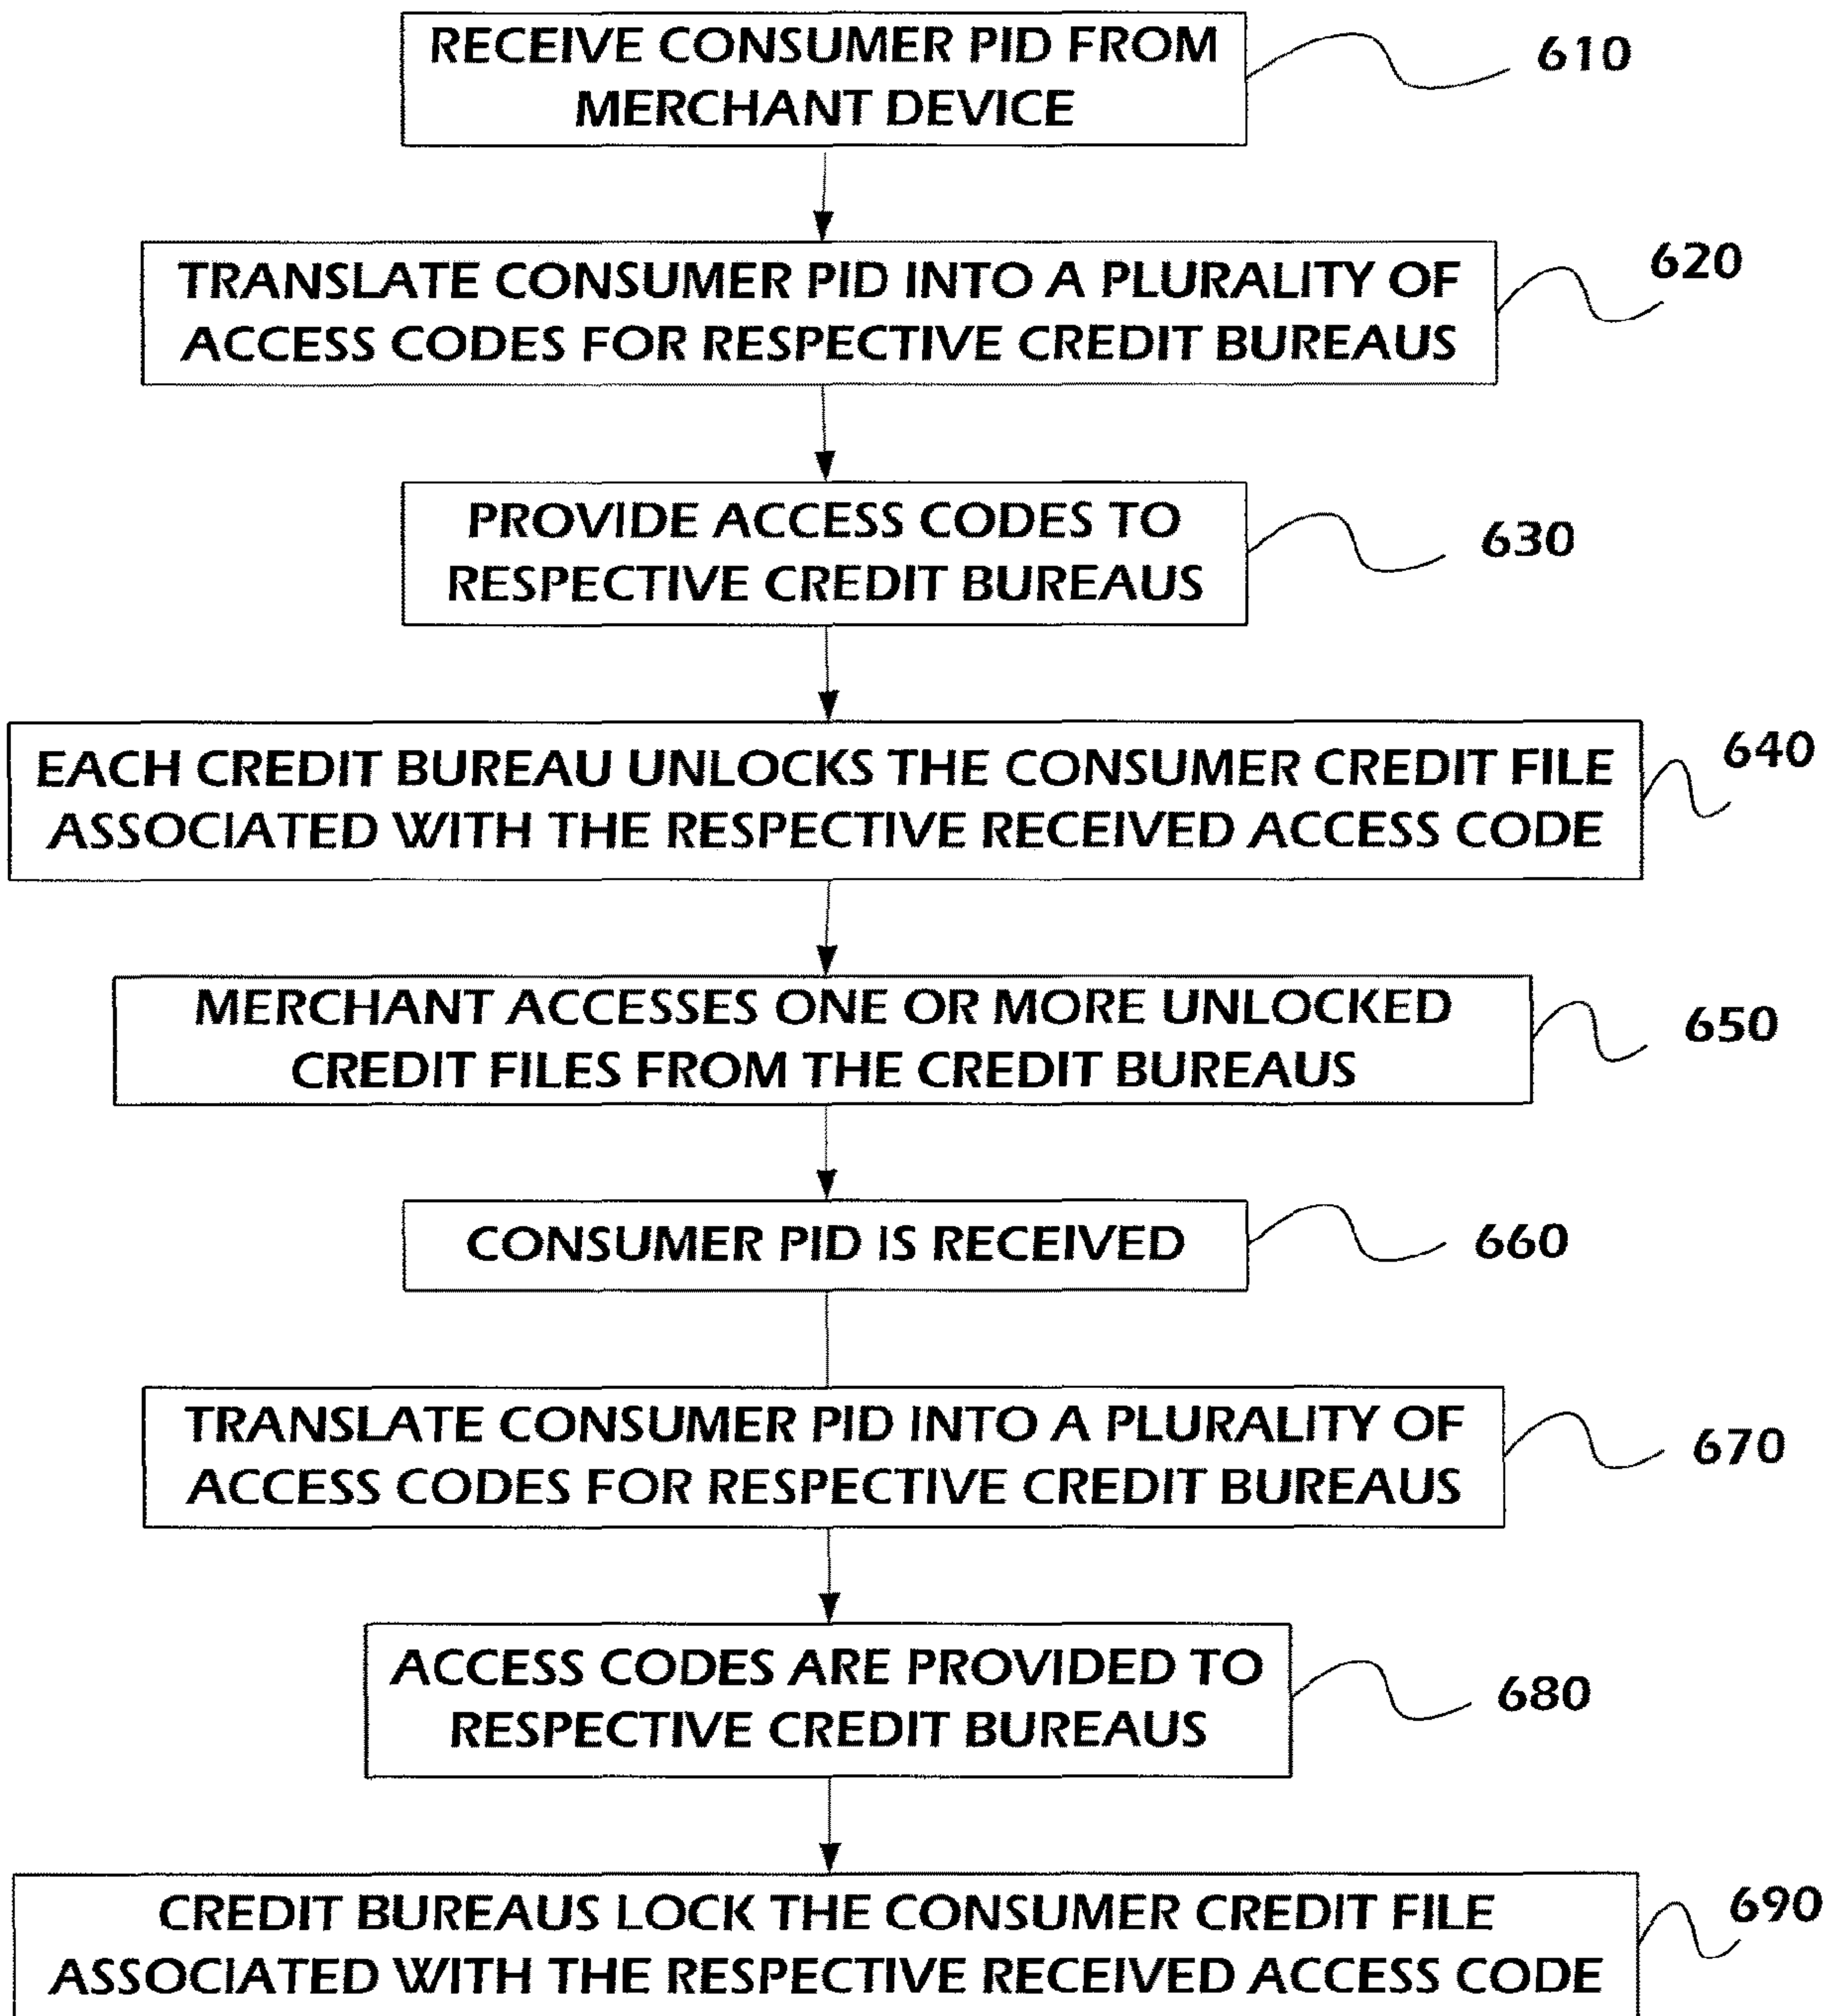 RECEIVE CONSUMER PID FROM
MERCHANT DEVICE
610
TRANSLATE CONSUMER PID INTO A PLURALITY OF
ACCESS CODES FOR RESPECTIVE CREDIT BUREAUS
620
PROVIDE ACCESS CODES TO
RESPECTIVE CREDIT BUREAUS
630
EACH CREDIT BUREAU UNLOCKS THE CONSUMER CREDIT FILE
ASSOCIATED WITH THE RESPECTIVE RECEIVED ACCESS CODE
640
MERCHANT ACCESSES ONE OR MORE UNLOCKED
CREDIT FILES FROM THE CREDIT BUREAUS
650
CONSUMER PID IS RECEIVED
660
TRANSLATE CONSUMER PID INTO A PLURALITY OF
ACCESS CODES FOR RESPECTIVE CREDIT BUREAUS
670
ACCESS CODES ARE PROVIDED TO
RESPECTIVE CREDIT BUREAUS
680
CREDIT BUREAUS LOCK THE CONSUMER CREDIT FILE
ASSOCIATED WITH THE RESPECTIVE RECEIVED ACCESS CODE
690